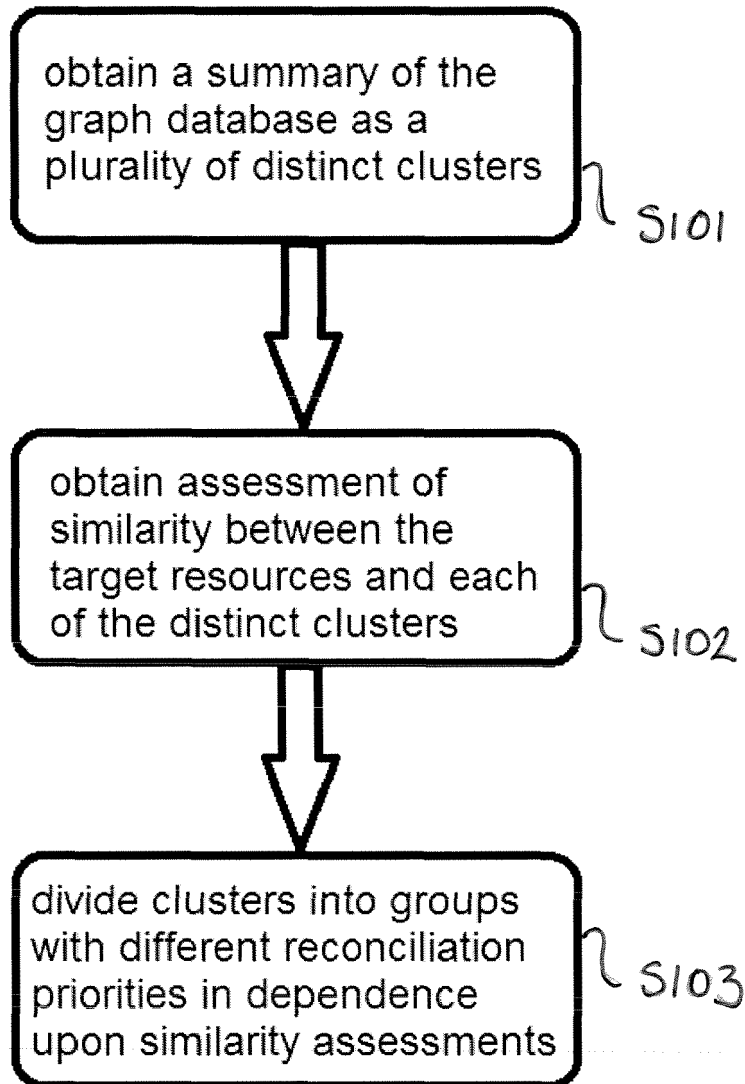 obtain a summary of the
graph database as a
plurality of distinct clusters
S101
obtain assessment of
similarity between the
target resources and each
of the distinct clusters
S102
divide clusters into groups
with different reconciliation
priorities in dependence
upon similarity assessments
S103